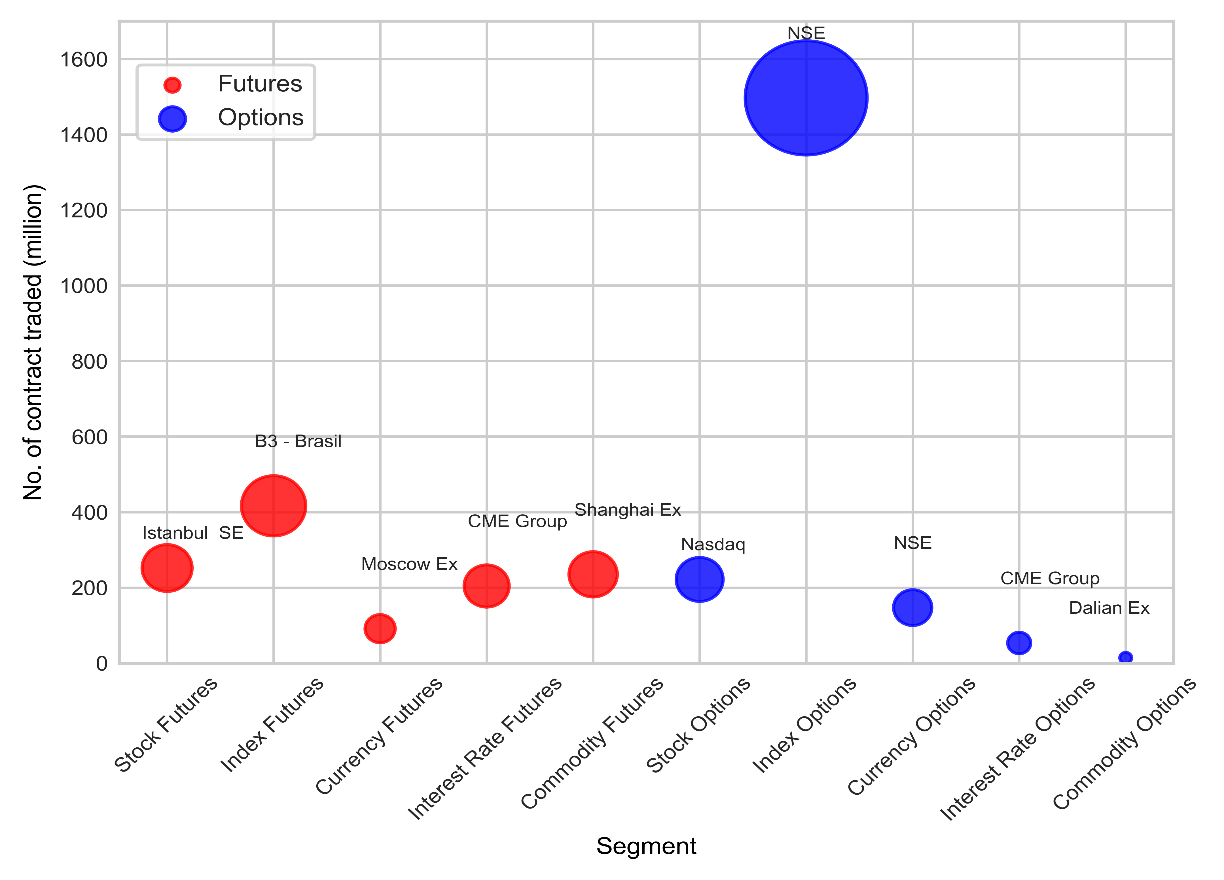 NSE
1600
Futures
Options
1400
1200
1000
800
600
B3 - Brasil
400
Shanghai Ex
CME Group
Istanbul  SE
Nasdaq
NSE
Moscow Ex
CME Group
200
Dalian Ex
0
No. of contract traded (million)
Stock Futures
Index Futures
Currency Futures
Interest Rate Futures
Commodity Futures
Stock Options
Index Options
Currency Options
Interest Rate Options
Commodity Options
Segment